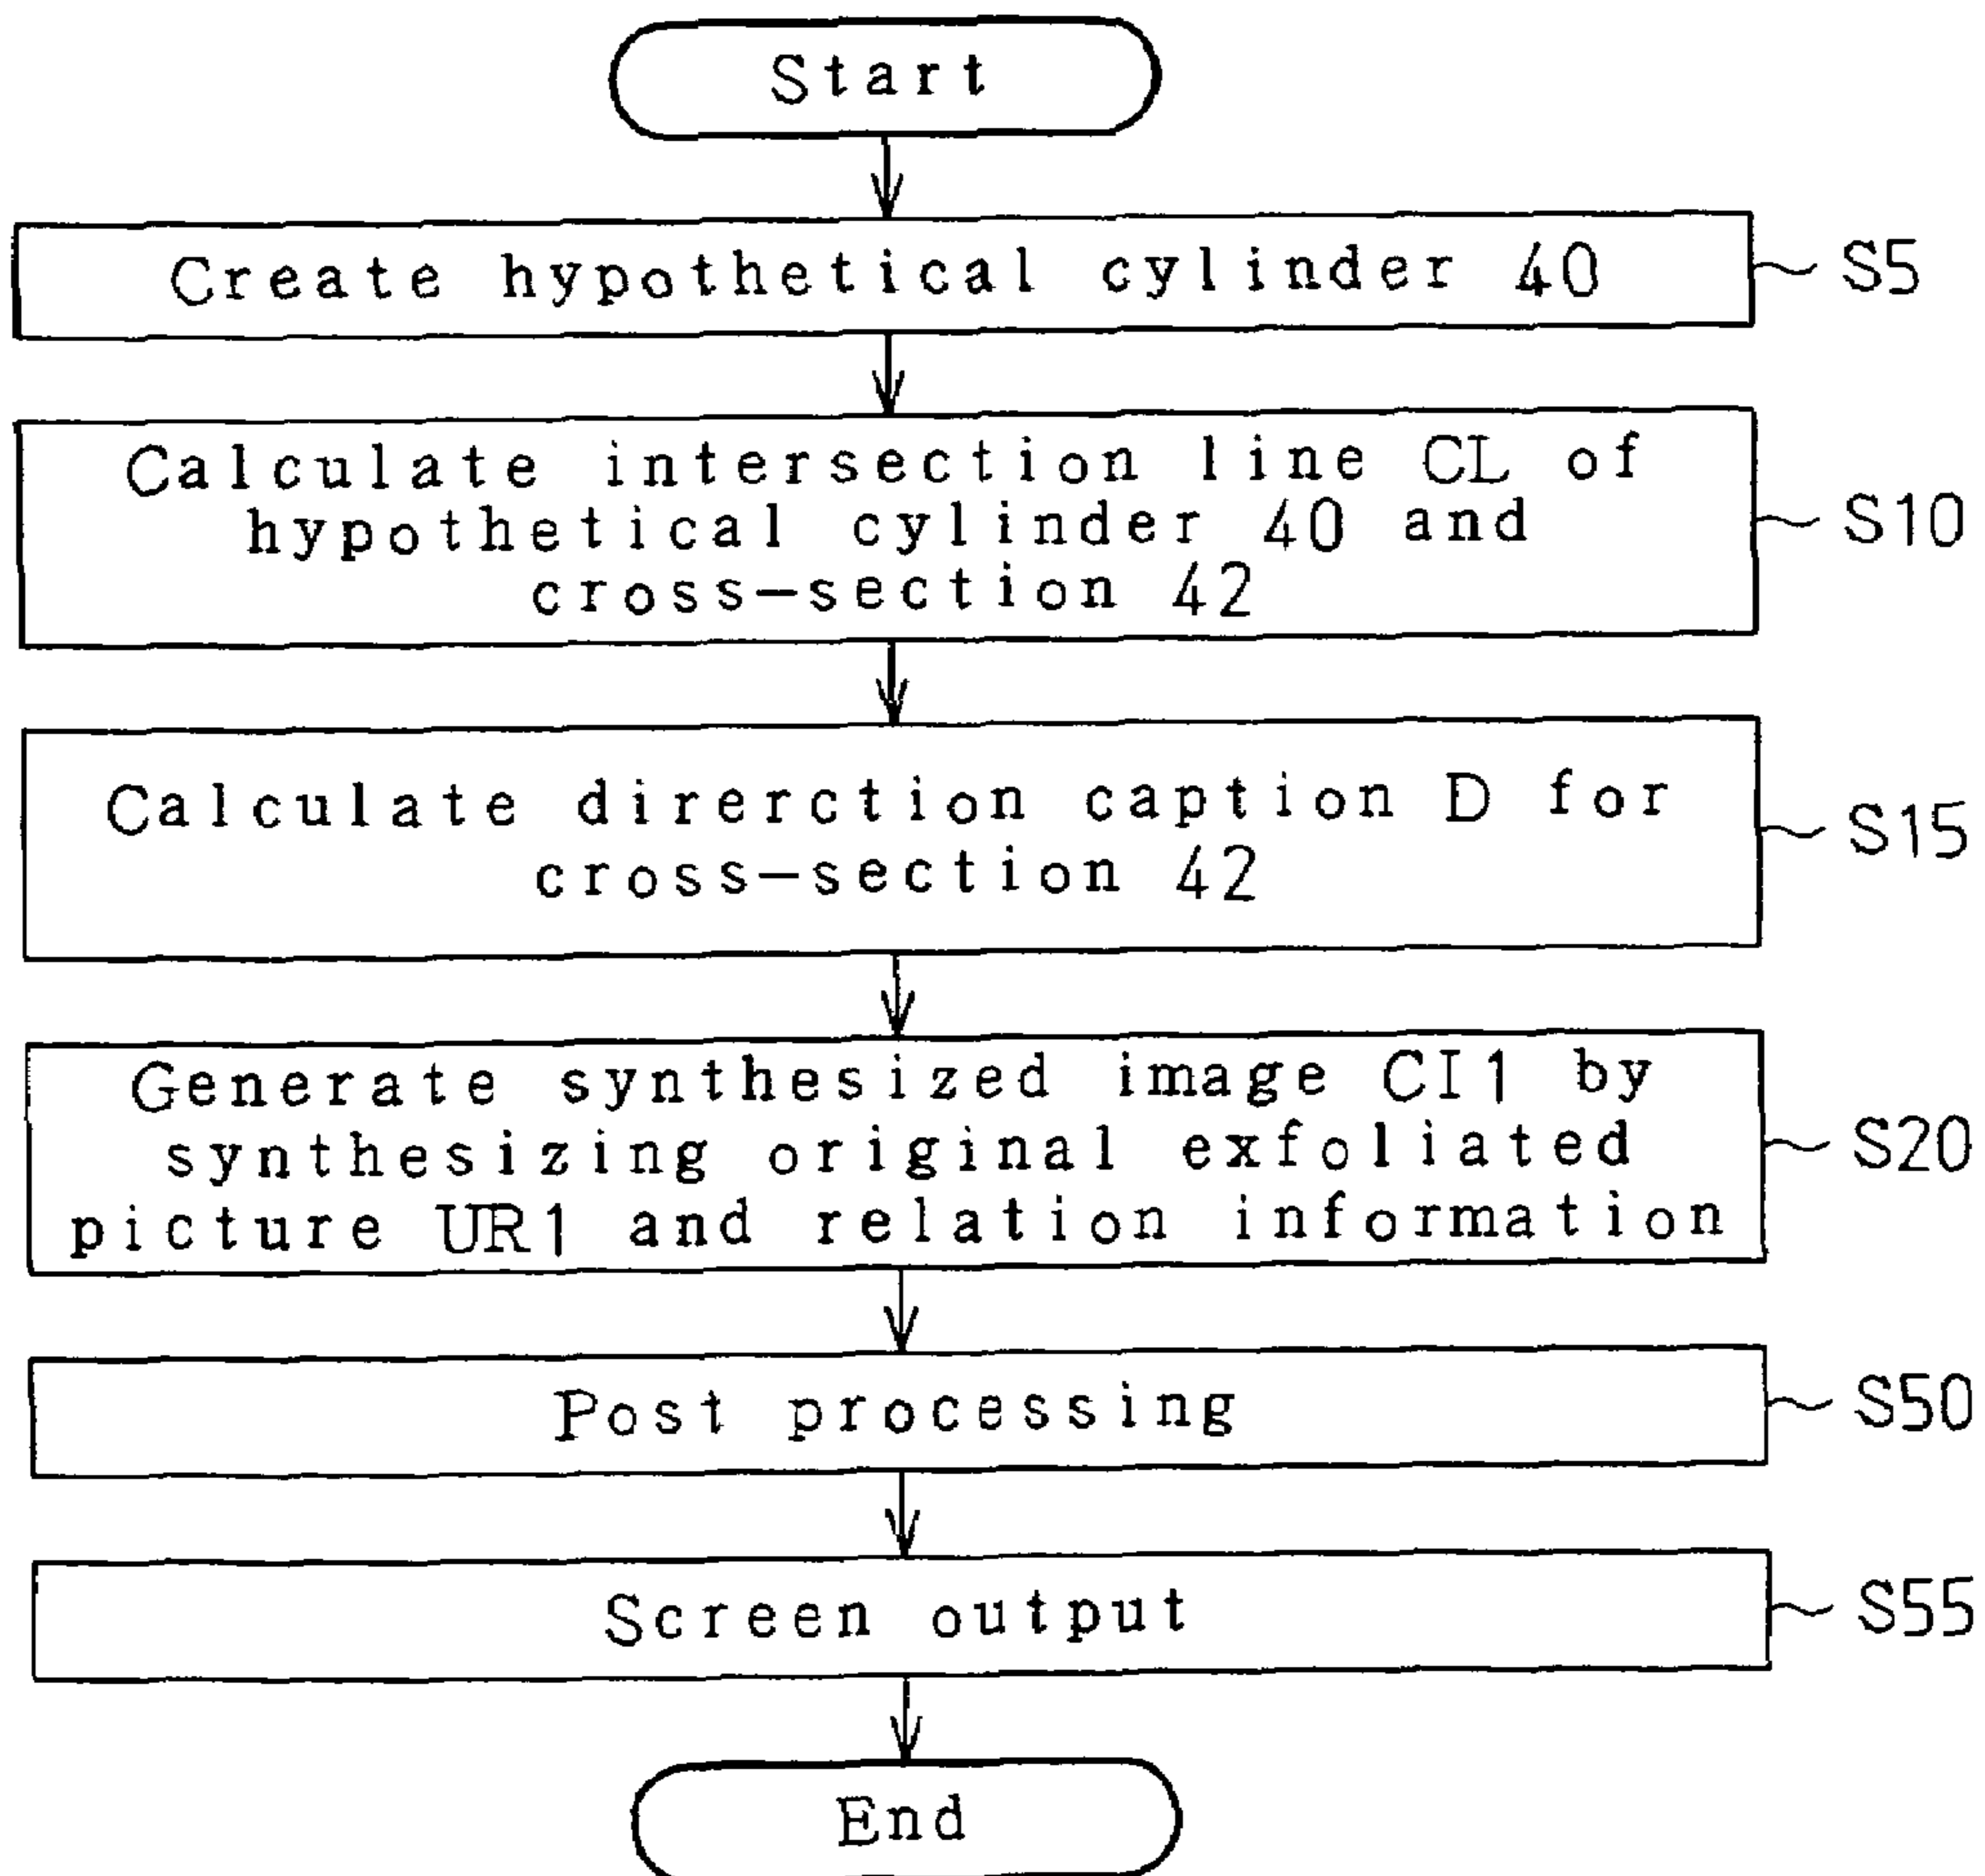 Start
Create hypothetical cylinder 40
S5
Calculate intersection line CL of
hypothetical cylinder 40 and
cross-section 42
S10
Calculate direrction caption D for
cross-section 42
S15
Generate synthesized image CI1 by
synthesizing original exfoliated
picture UR1 and relation information
S20
Post processing
S50
Screen output
S55
End